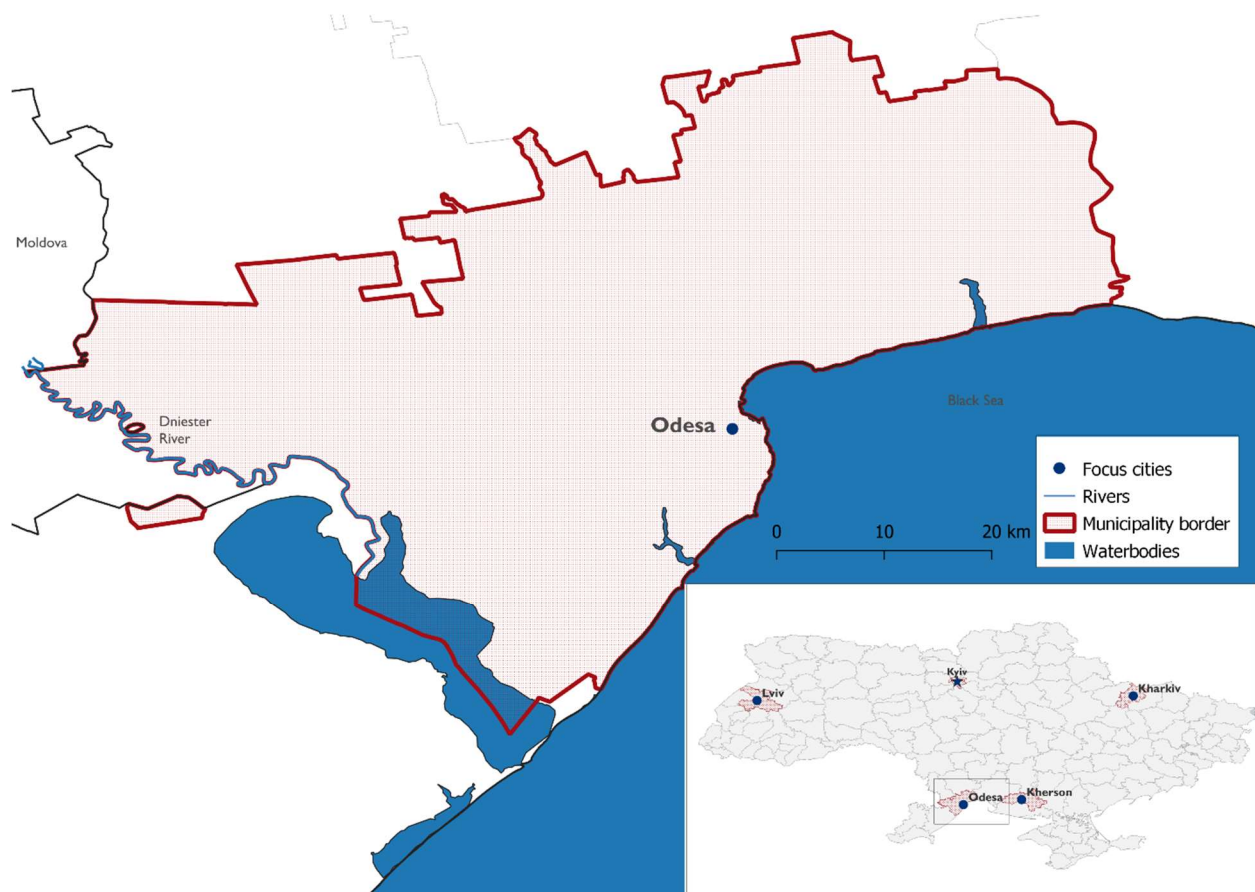 Moldova
Dniester
River
Odesa
Black Sea
Focus cities
Rivers
Municipality border
Waterbodies
0 10 20 km
Kyiv
Lviv
Kharkiv
Odesa
Kherson